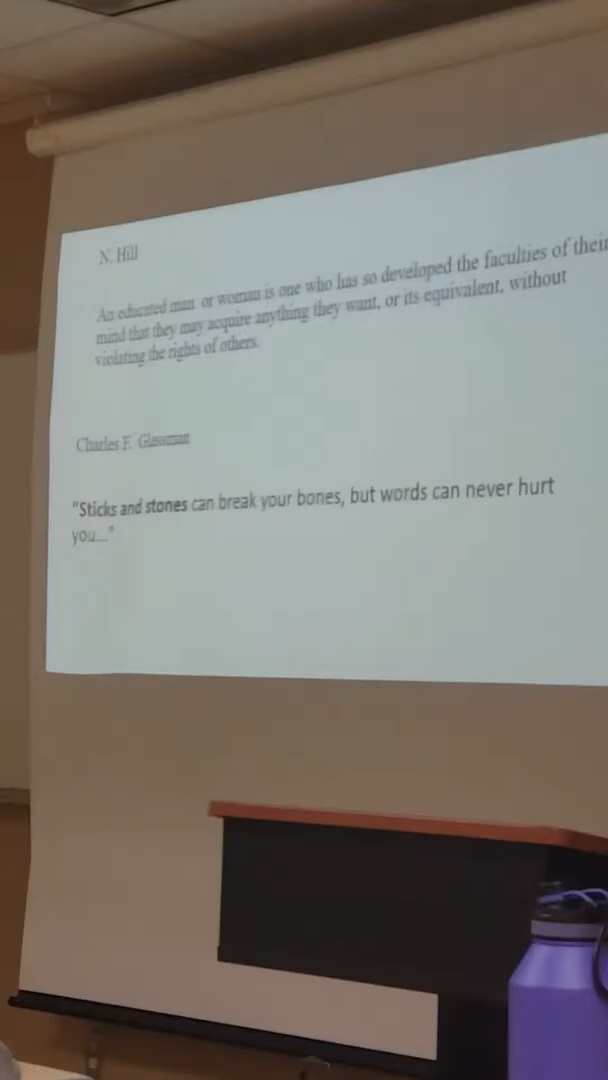 N. Hill
An educated man or woman is one who has so developed the faculties of their
mind that they may acquire anything they want, or its equivalent, without
violating the rights of others.
Charles F. Glassman
"Sticks and stones can break your bones, but words can never hurt
you..."